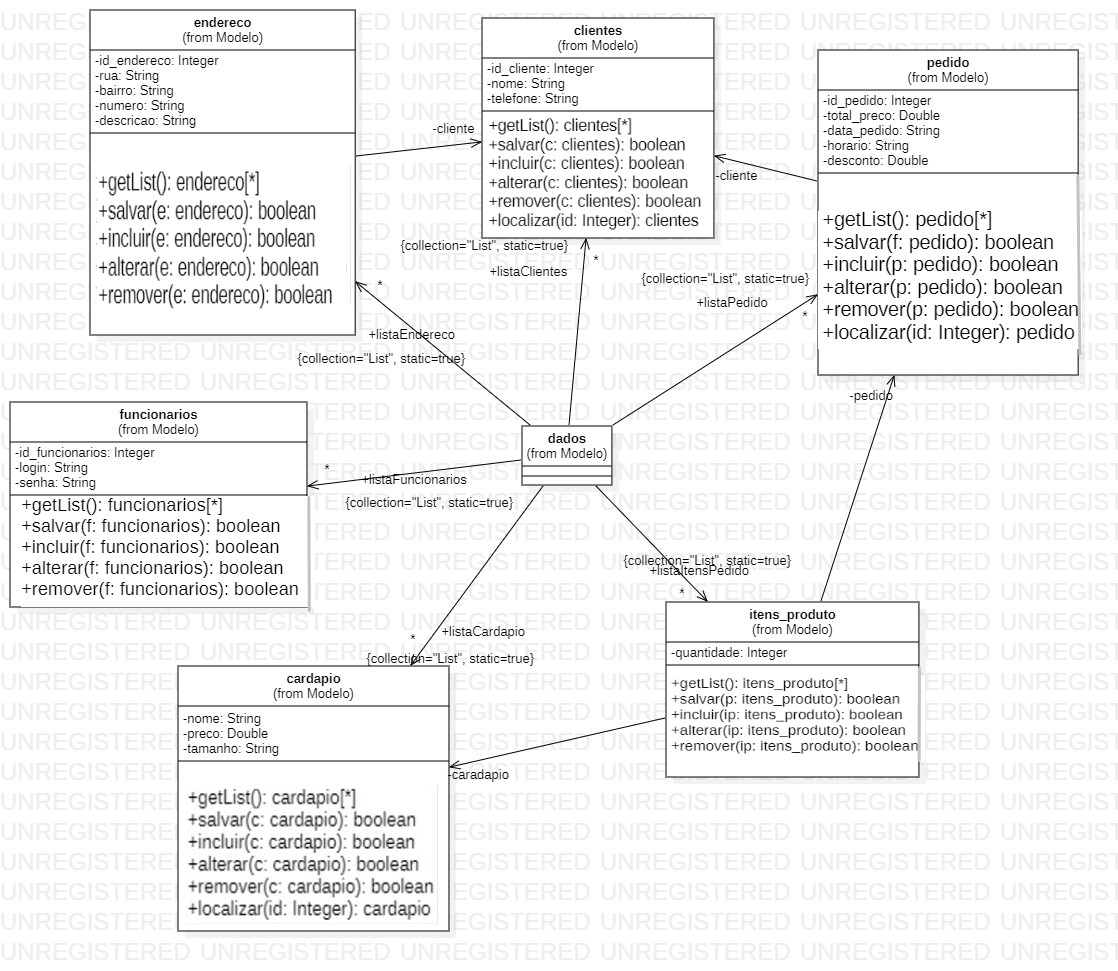 endereco
(from Modelo)
-id_endereco: Integer
-rua: String
-bairro: String
-numero: String
-descricao: String
+getList(): endereco[*]
+salvar(e: endereco): boolean
+incluir(e: endereco): boolean
+alterar(e: endereco): boolean
+remover(e: endereco): boolean
clientes
(from Modelo)
-id_cliente: Integer
-nome: String
-telefone: String
+getList(): clientes[*]
+salvar(c: clientes): boolean
+incluir(c: clientes): boolean
+alterar(c: clientes): boolean
+remover(c: clientes): boolean
+localizar(id: Integer): clientes
pedido
(from Modelo)
-id_pedido: Integer
-total_preco: Double
-data_pedido: String
-horario: String
-desconto: Double
+getList(): pedido[*]
+salvar(f: pedido): boolean
+incluir(p: pedido): boolean
+alterar(p: pedido): boolean
+remover(p: pedido): boolean
+localizar(id: Integer): pedido
-cliente
-cliente
{collection="List", static=true}
*
+listaClientes
{collection="List", static=true}
+listaPedido
*
*
+listaEndereco
{collection="List", static=true}
-pedido
funcionarios
(from Modelo)
-id_funcionarios: Integer
-login: String
-senha: String
+getList(): funcionarios[*]
+salvar(f: funcionarios): boolean
+incluir(f: funcionarios): boolean
+alterar(f: funcionarios): boolean
+remover(f: funcionarios): boolean
dados
(from Modelo)
*
+listaFuncionarios
{collection="List", static=true}
{collection="List", static=true}
+listaItensPedido
*
*
+listaCardapio
{collection="List", static=true}
itens_produto
(from Modelo)
-quantidade: Integer
+getList(): itens_produto[*]
+salvar(p: itens_produto): boolean
+incluir(ip: itens_produto): boolean
+alterar(ip: itens_produto): boolean
+remover(ip: itens_produto): boolean
cardapio
(from Modelo)
-nome: String
-preco: Double
-tamanho: String
+getList(): cardapio[*]
+salvar(c: cardapio): boolean
+incluir(c: cardapio): boolean
+alterar(c: cardapio): boolean
+remover(c: cardapio): boolean
+localizar(id: Integer): cardapio
-caradapio
UNREGISTERED